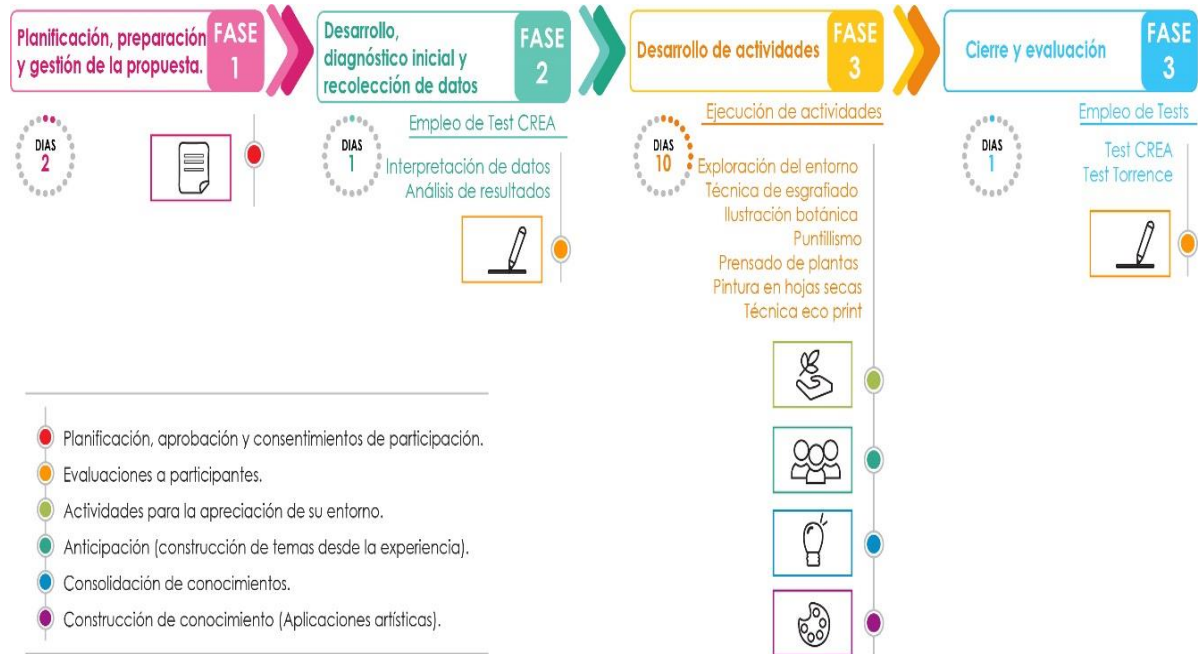 Planificación, preparación
y gestión de la propuesta.
FASE
1
DIAS
2
Desarrollo,
diagnóstico inicial y
recolección de datos
FASE
2
DIAS
1
Empleo de Test CREA
Interpretación de datos
Análisis de resultados
Desarrollo de actividades
FASE
3
DIAS
10
Ejecución de actividades
Exploración del entorno
Técnica de esgrafiado
Ilustración botánica
Puntillismo
Prensado de plantas
Pintura en hojas secas
Técnica eco print
Cierre y evaluación
FASE
3
DIAS
1
Empleo de Tests
Test CREA
Test Torrence
Planificación, aprobación y consentimientos de participación.
Evaluaciones a participantes.
Actividades para la apreciación de su entorno.
Anticipación (construcción de temas desde la experiencia).
Consolidación de conocimientos.
Construcción de conocimiento (Aplicaciones artísticas).